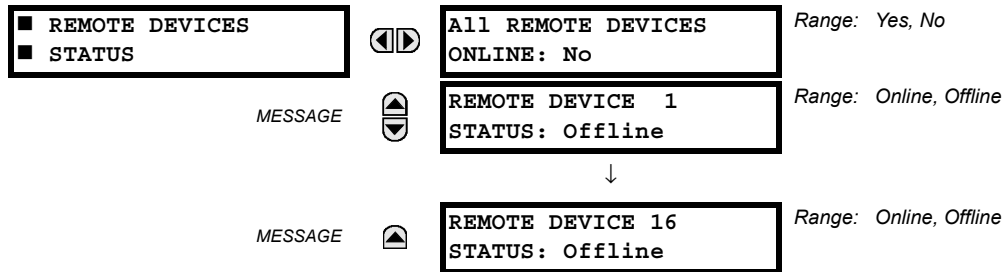 ■ REMOTE DEVICES
■ STATUS
All REMOTE DEVICES
ONLINE: No
Range: Yes, No
MESSAGE
REMOTE DEVICE 1
STATUS: Offline
Range: Online, Offline
↓
MESSAGE
REMOTE DEVICE 16
STATUS: Offline
Range: Online, Offline